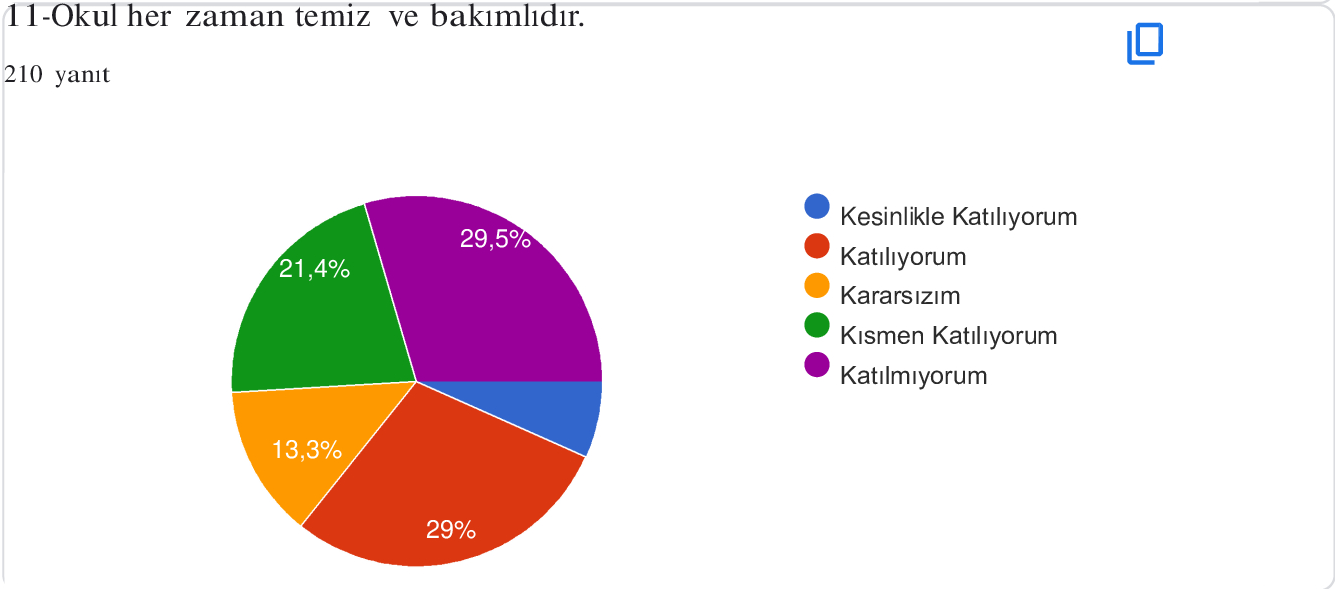 11-Okul her zaman temiz ve bakımlıdır.
210 yanıt
29,5%
21,4%
13,3%
29%
Kesinlikle Katılıyorum
Katılıyorum
Kararsızım
Kısmen Katılıyorum
Katılmıyorum